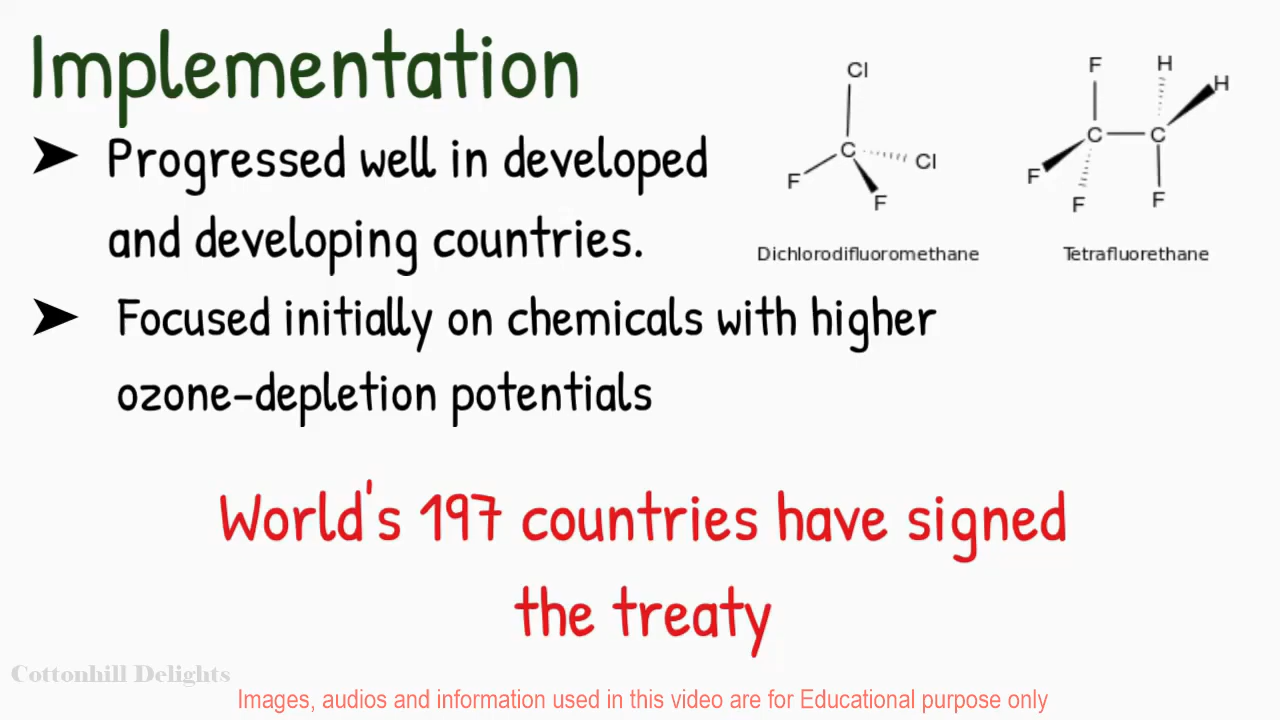 Implementation
➤ Progressed well in developed
and developing countries.
➤ Focused initially on chemicals with higher
ozone-depletion potentials
Cl
C
Cl
F
F
Dichlorodifluoromethane
F
H
H
C
C
F
F
F
Tetrafluorethane
World's 197 countries have signed
the treaty
Cottonhill Delights
Images, audios and information used in this video are for Educational purpose only